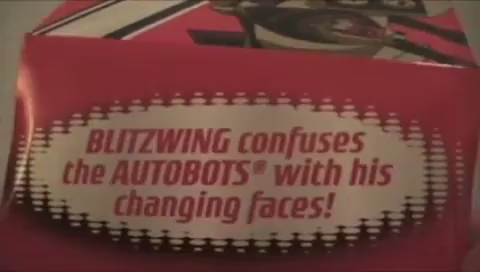 BLITZWING confuses
the AUTOBOTS® with his
changing faces!